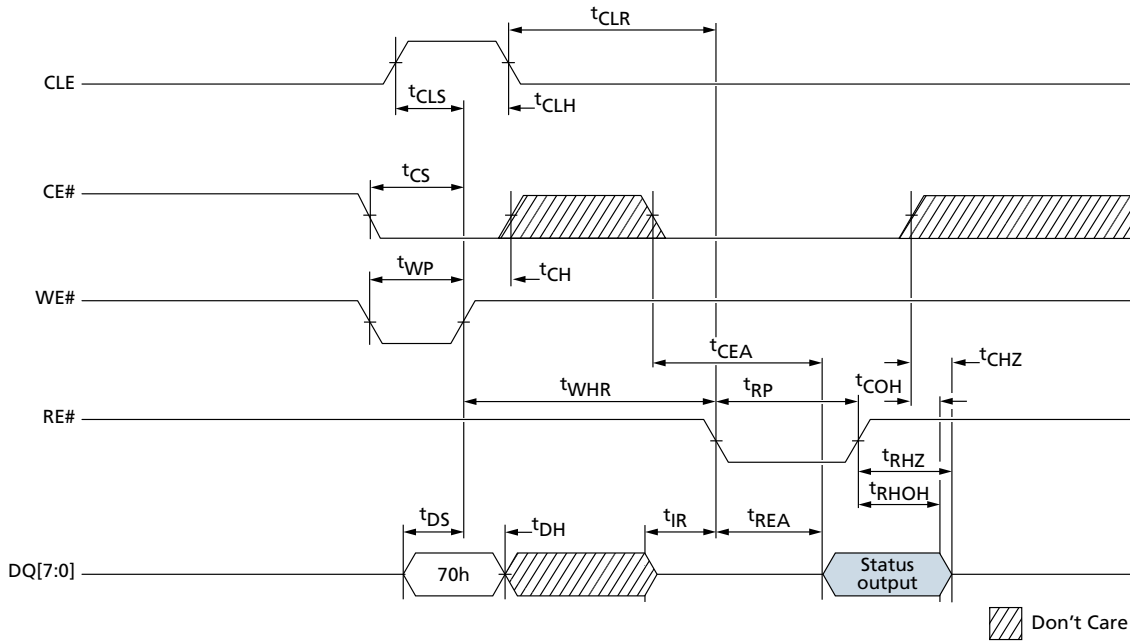 tCLR
CLE
tCLS
tCLH
tCS
CE#
tWP
tCH
WE#
tCEA
tCHZ
tWHR
tRP
tCOH
RE#
tRHZ
tRHOH
tDS
tDH
tIR
tREA
DQ[7:0]
70h
Status
output
Don't Care